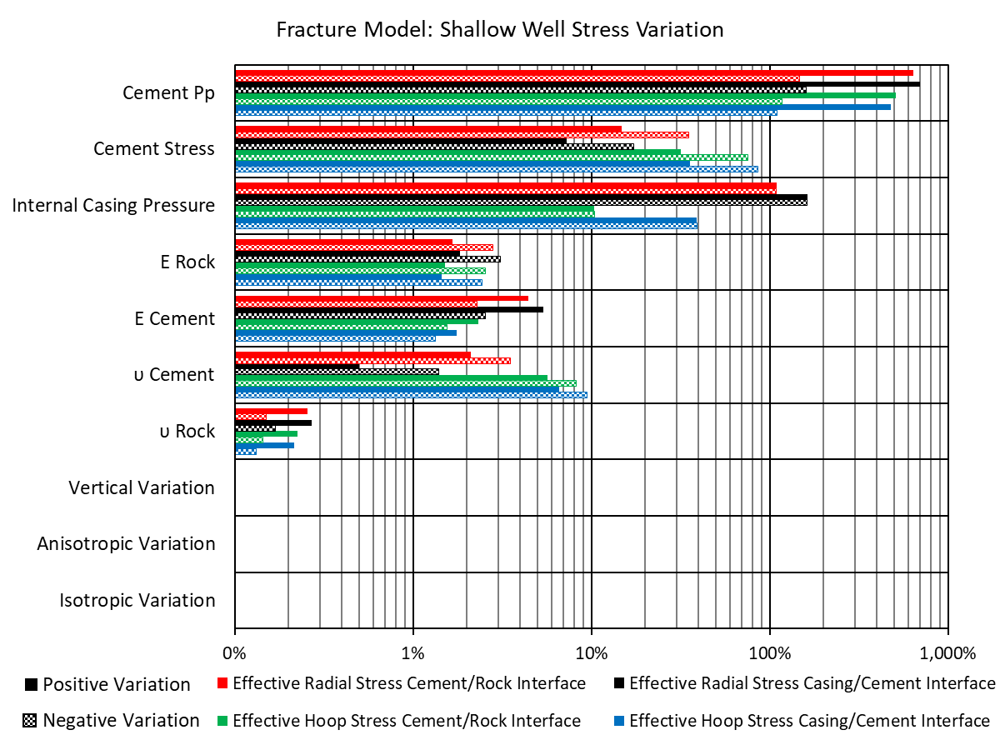 Fracture Model: Shallow Well Stress Variation
Cement Pp
Cement Stress
Internal Casing Pressure
E Rock
E Cement
υ Cement
υ Rock
Vertical Variation
Anisotropic Variation
Isotropic Variation
0% 1% 10% 100% 1,000%
Positive Variation Effective Radial Stress Cement/Rock Interface Effective Radial Stress Casing/Cement Interface
Negative Variation Effective Hoop Stress Cement/Rock Interface Effective Hoop Stress Casing/Cement Interface